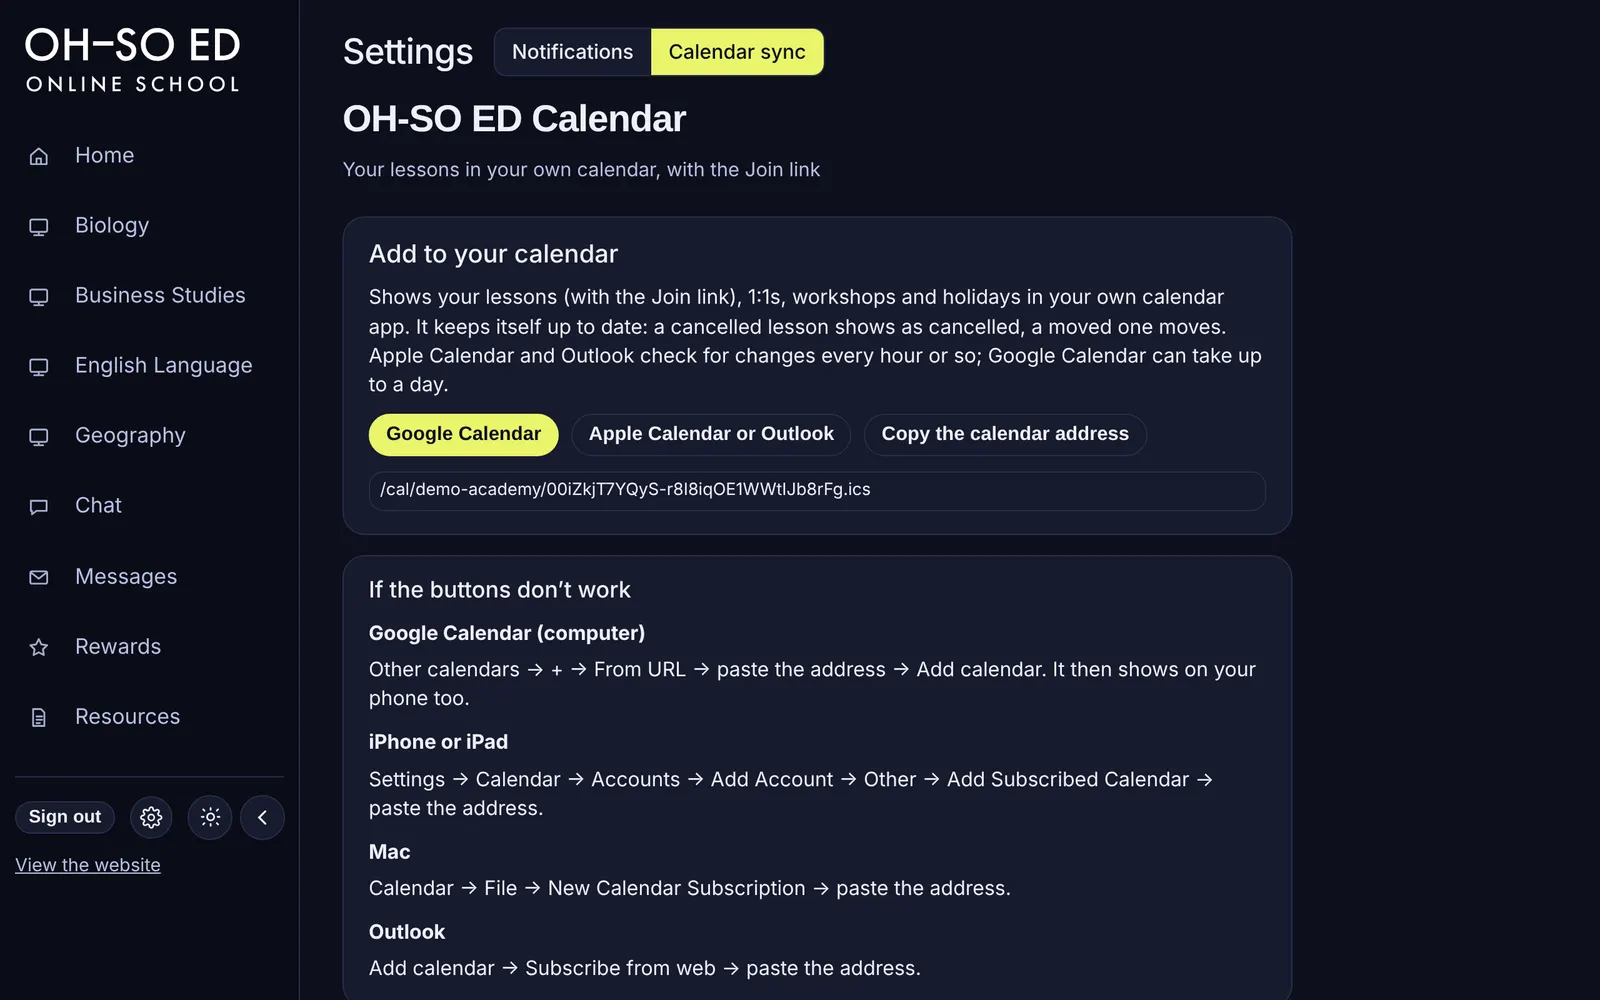 OH-SO ED
ONLINE SCHOOL
Home
Biology
Business Studies
English Language
Geography
Chat
Messages
Rewards
Resources
Sign out
View the website
Settings
Notifications
Calendar sync
OH-SO ED Calendar
Your lessons in your own calendar, with the Join link
Add to your calendar
Shows your lessons (with the Join link), 1:1s, workshops and holidays in your own calendar
app. It keeps itself up to date: a cancelled lesson shows as cancelled, a moved one moves.
Apple Calendar and Outlook check for changes every hour or so; Google Calendar can take up
to a day.
Google Calendar
Apple Calendar or Outlook
Copy the calendar address
/cal/demo-academy/00iZkjT7YQyS-r8I8iqOE1WWtIJb8rFg.ics
If the buttons don’t work
Google Calendar (computer)
Other calendars → + → From URL → paste the address → Add calendar. It then shows on your
phone too.
iPhone or iPad
Settings → Calendar → Accounts → Add Account → Other → Add Subscribed Calendar →
paste the address.
Mac
Calendar → File → New Calendar Subscription → paste the address.
Outlook
Add calendar → Subscribe from web → paste the address.